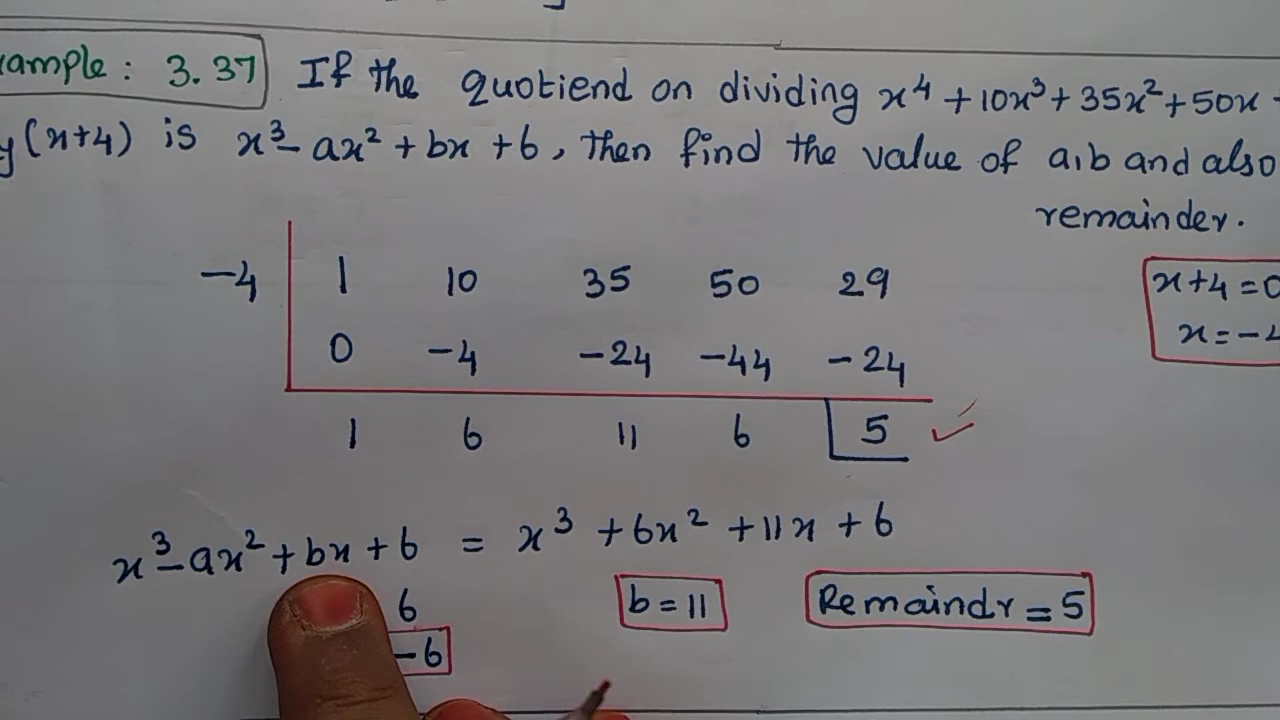 xample: 3.37 If the quotiend on dividing x⁴ + 10x³ + 35x² + 50x
y (x+4) is x³ - ax² + bx + 6, then find the value of a,b and also
remainder.
-4 1 10 35 50 29
0 -4 -24 -44 -24
1 6 11 6 5
x+4=0
x=-4
x³ - ax² + bx + 6 = x³ + 6x² + 11x + 6
6
-6
b = 11
Remaindr = 5